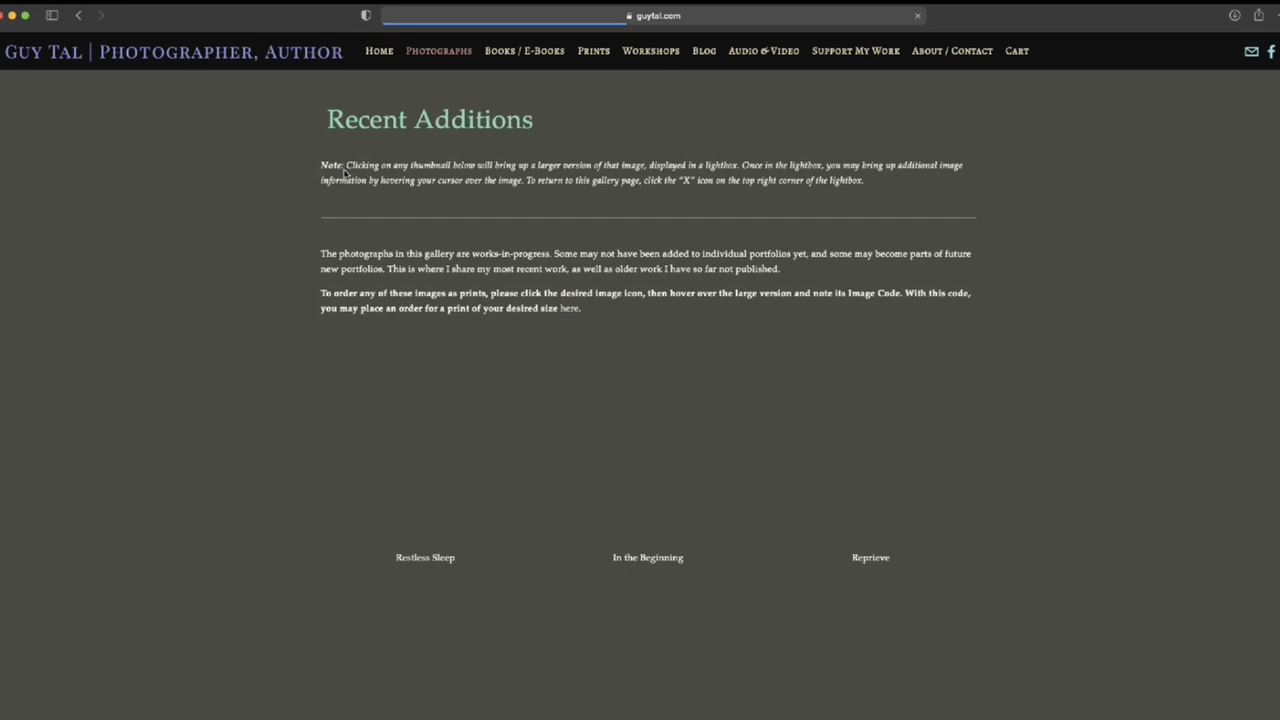 guytal.com
Guy Tal | Photographer, Author
Home Photographs Books / E-Books Prints Workshops Blog Audio & Video Support My Work About / Contact Cart
Recent Additions
Note: Clicking on any thumbnail below will bring up a larger version of that image, displayed in a lightbox. Once in the lightbox, you may bring up additional image
information by hovering your cursor over the image. To return to this gallery page, click the “X” icon on the top right corner of the lightbox.
The photographs in this gallery are works-in-progress. Some may not have been added to individual portfolios yet, and some may become parts of future
new portfolios. This is where I share my most recent work, as well as older work I have so far not published.
To order any of these images as prints, please click the desired image icon, then hover over the large version and note its Image Code. With this code,
you may place an order for a print of your desired size here.
Restless Sleep In the Beginning Reprieve